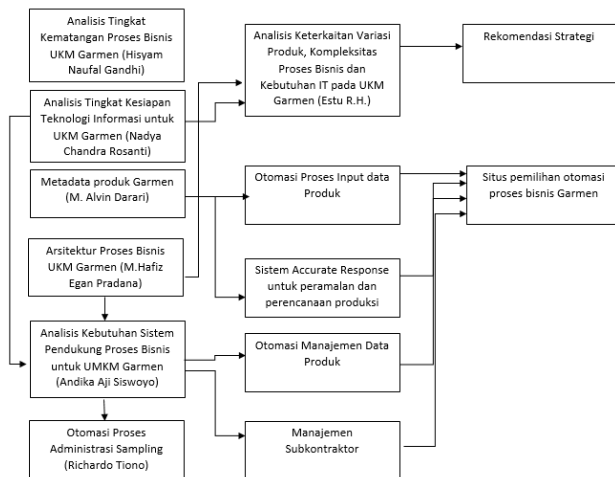 Analisis Tingkat
Kematangan Proses Bisnis
UKM Garmen (Hisyam
Naufal Gandhi)
Analisis Tingkat Kesiapan
Teknologi Informasi untuk
UKM Garmen (Nadya
Chandra Rosanti)
Metadata produk Garmen
(M. Alvin Darari)
Arsitektur Proses Bisnis
UKM Garmen (M.Hafiz
Egan Pradana)
Analisis Kebutuhan Sistem
Pendukung Proses Bisnis
untuk UMKM Garmen
(Andika Aji Siswoyo)
Otomasi Proses
Administrasi Sampling
(Richardo Tiono)
Analisis Keterkaitan Variasi
Produk, Kompleksitas
Proses Bisnis dan
Kebutuhan IT pada UKM
Garmen (Estu R.H.)
Otomasi Proses Input data
Produk
Sistem Accurate Response
untuk peramalan dan
perencanaan produksi
Otomasi Manajemen Data
Produk
Manajemen
Subkontraktor
Rekomendasi Strategi
Situs pemilihan otomasi
proses bisnis Garmen